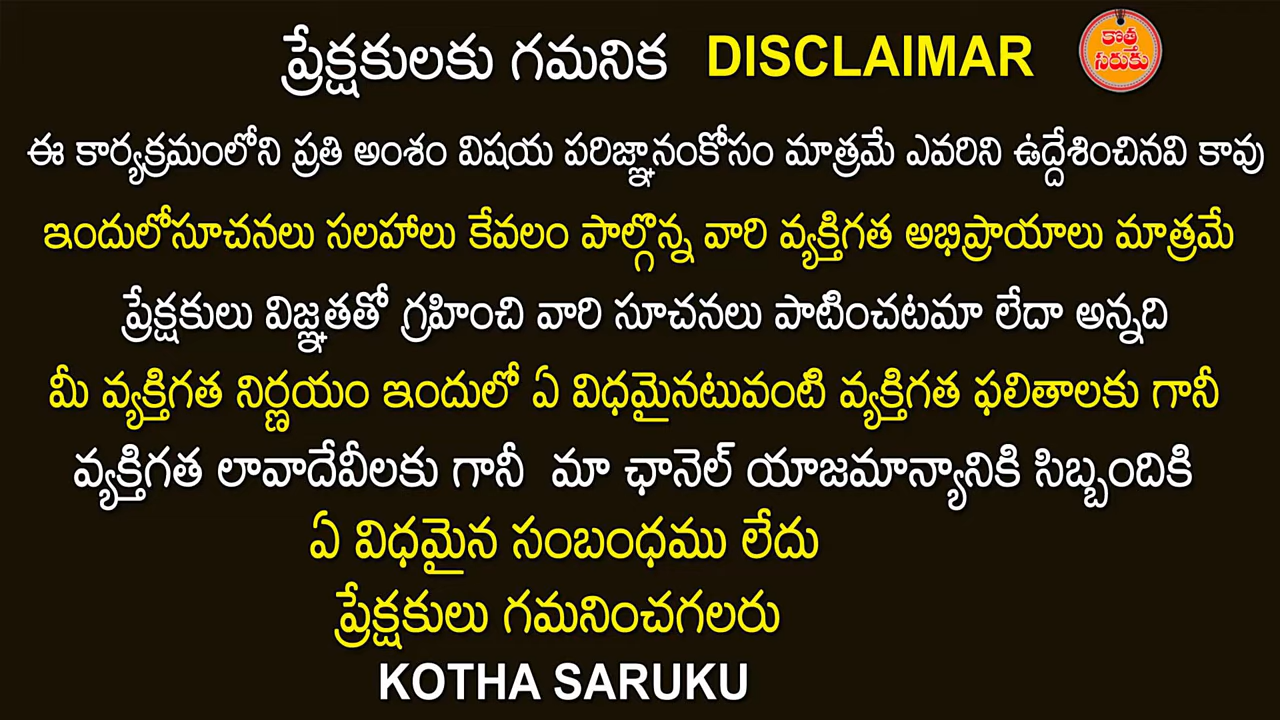 ప్రేక్షకులకు గమనిక DISCLAIMAR
కొత్త
సరుకు
ఈ కార్యక్రమంలోని ప్రతి అంశం విషయ పరిజ్ఞానంకోసం మాత్రమే ఎవరిని ఉద్దేశించినవి కావు
ఇందులోసూచనలు సలహాలు కేవలం పాల్గొన్న వారి వ్యక్తిగత అభిప్రాయాలు మాత్రమే
ప్రేక్షకులు విజ్ఞతతో గ్రహించి వారి సూచనలు పాటించటమా లేదా అన్నది
మీ వ్యక్తిగత నిర్ణయం ఇందులో ఏ విధమైనటువంటి వ్యక్తిగత ఫలితాలకు గానీ
వ్యక్తిగత లావాదేవీలకు గానీ మా ఛానెల్ యాజమాన్యానికి సిబ్బందికి
ఏ విధమైన సంబంధము లేదు
ప్రేక్షకులు గమనించగలరు
KOTHA SARUKU